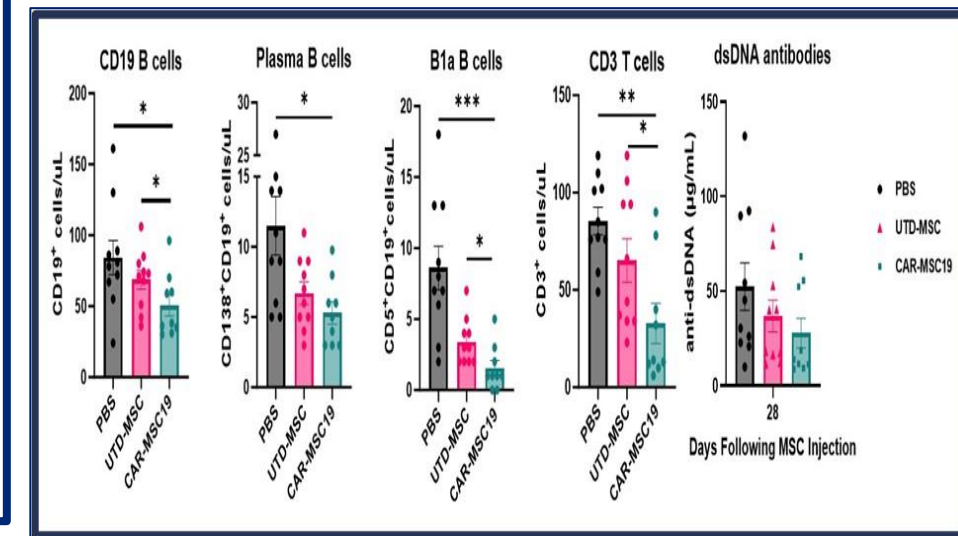 CD19 B cells
*
*
CD19⁺ cells/uL
200
150
100
50
0
PBS
UTD-MSC
CAR-MSC19
Plasma B cells
*
CD138⁺CD19⁺ cells/uL
30
25
15
10
5
0
PBS
UTD-MSC
CAR-MSC19
B1a B cells
***
*
CD5⁺CD19⁺cells/uL
20
15
10
5
0
PBS
UTD-MSC
CAR-MSC19
CD3 T cells
**
*
CD3⁺ cells/uL
150
100
50
0
PBS
UTD-MSC
CAR-MSC19
dsDNA antibodies
anti-dsDNA (µg/mL)
150
100
50
0
28
Days Following MSC Injection
PBS
UTD-MSC
CAR-MSC19